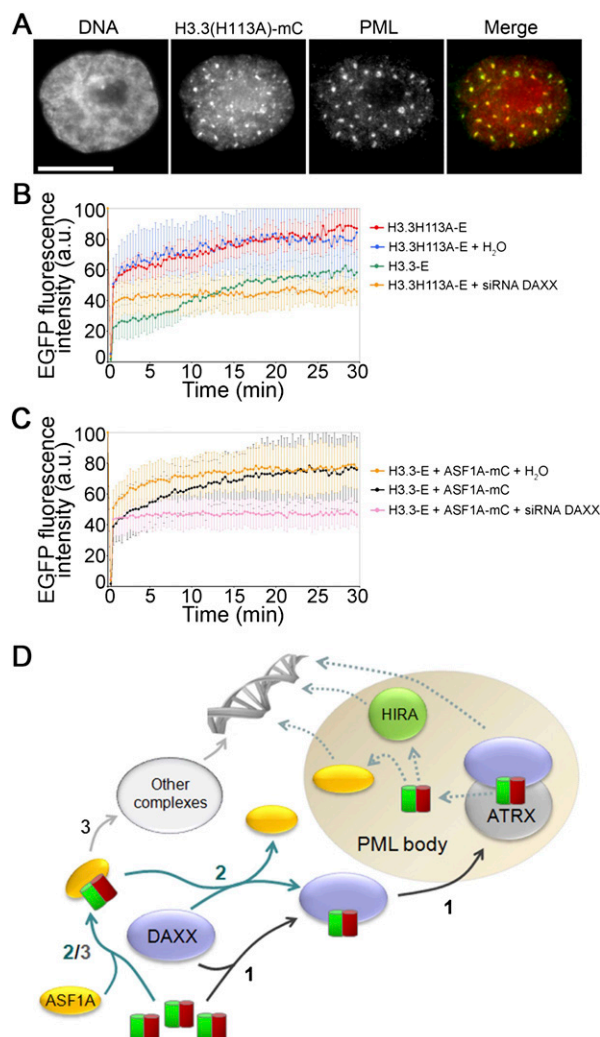 A
DNA
H3.3(H113A)-mC
PML
Merge
B
EGFP fluorescence
intensity (a.u.)
100
80
60
40
20
0
5
10
15
20
25
30
Time (min)
H3.3H113A-E
H3.3H113A-E + H₂O
H3.3-E
H3.3H113A-E + siRNA DAXX
C
EGFP fluorescence
intensity (a.u.)
100
80
60
40
20
0
5
10
15
20
25
30
Time (min)
H3.3-E + ASF1A-mC + H₂O
H3.3-E + ASF1A-mC
H3.3-E + ASF1A-mC + siRNA DAXX
D
HIRA
Other
complexes
ATRX
PML body
3
2
1
DAXX
2/3
1
ASF1A